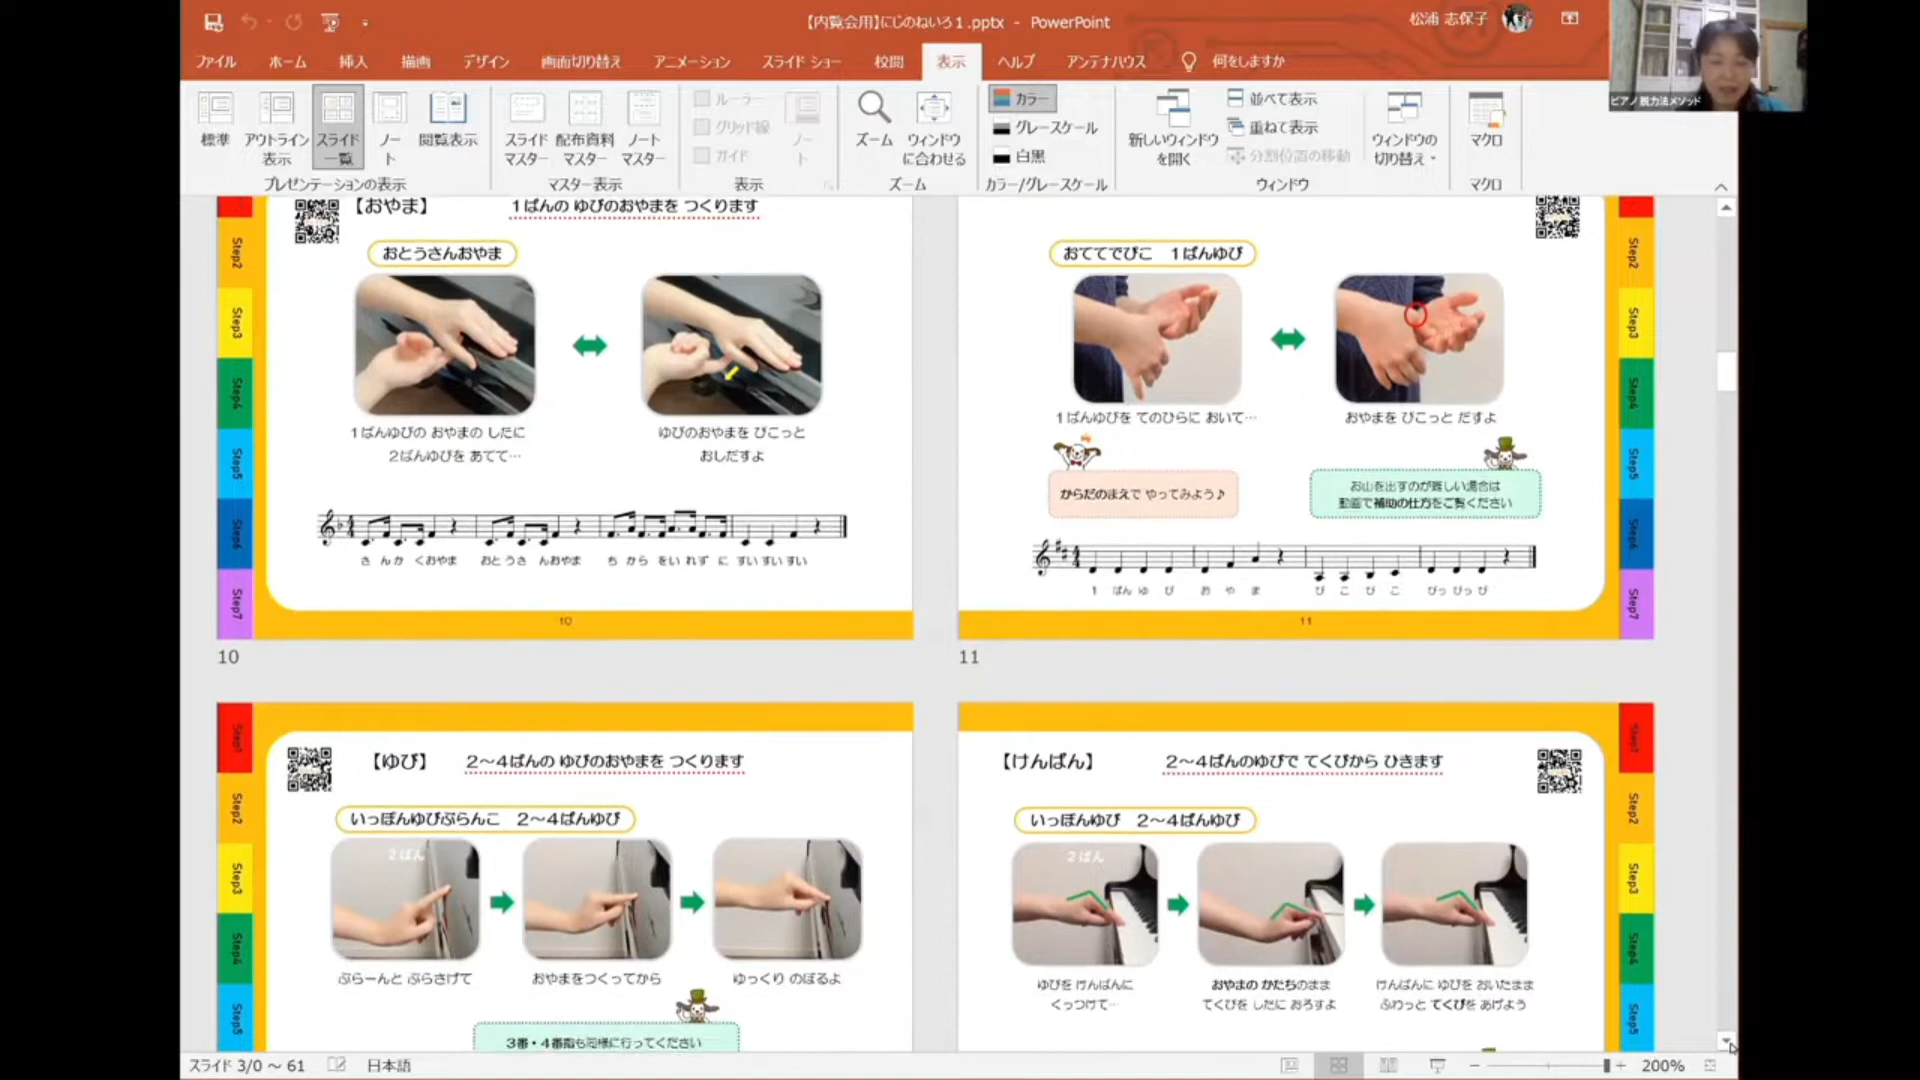 【内覧会用】にじのねいろ１.pptx - PowerPoint
松浦 志保子
ピアノ脱力法メソッド
ファイル ホーム 挿入 描画 デザイン 画面切り替え アニメーション スライド ショー 校閲 表示 ヘルプ アンテナハウス 何をしますか
標準
アウトライン表示
スライド一覧
ノート
閲覧表示
プレゼンテーションの表示
スライドマスター
配布資料マスター
ノートマスター
マスター表示
ルーラー
グリッド線
ガイド
ノート
表示
ズーム
ウィンドウに合わせる
ズーム
カラー
グレースケール
白黒
カラー/グレースケール
新しいウィンドウを開く
並べて表示
重ねて表示
分割位置の移動
ウィンドウの切り替え
ウィンドウ
マクロ
マクロ
【おやま】 １ばんの ゆびのおやまを つくります
おとうさんおやま
１ばんゆびの おやまの したに
２ばんゆびを あてて…
ゆびのおやまを ぴこっと
おしだすよ
さ んか くおやま おと うさ んおやま ち から をい れず に すい すい すい
10
Step2
Step3
Step4
Step5
Step6
Step7
10
おててでぴこ １ばんゆび
１ばんゆびを てのひらに おいて…
おやまを ぴこっと だすよ
からだのまえで やってみよう♪
お山を出すのが難しい場合は
動画で補助の仕方をご覧ください
１ ばん ゆ び お や ま ぴ こ ぴ こ ぴっ ぴっ ぴ
11
Step2
Step3
Step4
Step5
Step6
Step7
11
【ゆび】 ２～４ばんの ゆびのおやまを つくります
いっぽんゆびぶらんこ ２～４ばんゆび
２ばん
ぶらーんと ぶらさげて
おやまをつくってから
ゆっくり のぼるよ
３番・４番指も同様に行ってください
Step1
Step2
Step3
Step4
Step5
【けんばん】 ２～４ばんのゆびで てくびから ひきます
いっぽんゆび ２～４ばんゆび
２ばん
ゆびを けんばんに
くっつけて…
おやまの かたちのまま
てくびを したに おろすよ
けんばんに ゆびを おいたまま
ふわっと てくびを あげよう
Step1
Step2
Step3
Step4
Step5
スライド 3/0 ～ 61 日本語 200%